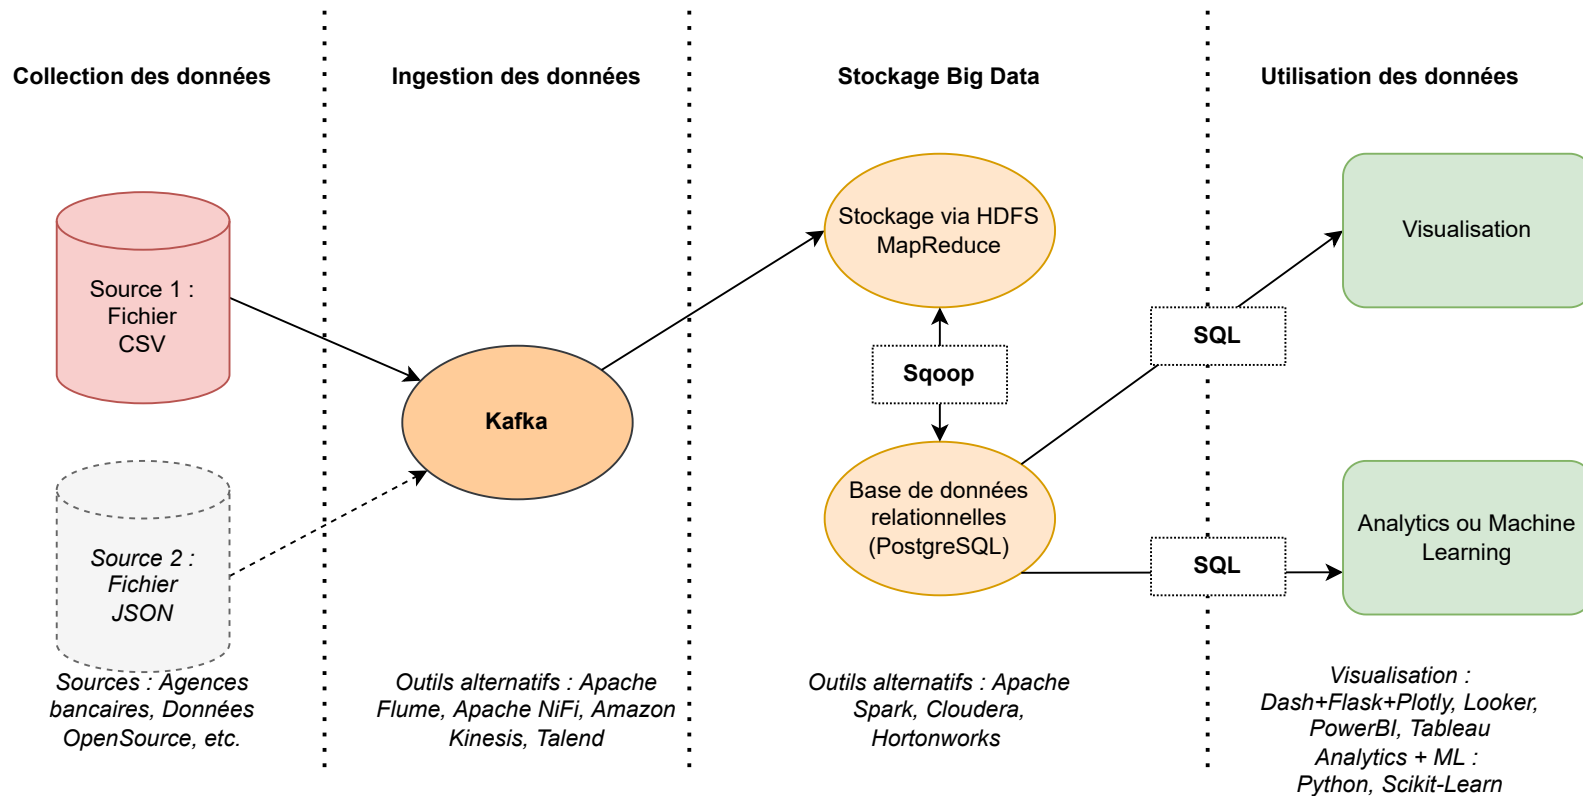 Collection des données
Ingestion des données
Stockage Big Data
Utilisation des données
Source 1 :
Fichier
CSV
Source 2 :
Fichier
JSON
Sources : Agences
bancaires, Données
OpenSource, etc.
Kafka
Outils alternatifs : Apache
Flume, Apache NiFi, Amazon
Kinesis, Talend
Stockage via HDFS
MapReduce
Sqoop
Base de données
relationnelles
(PostgreSQL)
Outils alternatifs : Apache
Spark, Cloudera,
Hortonworks
SQL
SQL
Visualisation
Analytics ou Machine
Learning
Visualisation :
Dash+Flask+Plotly, Looker,
PowerBI, Tableau
Analytics + ML :
Python, Scikit-Learn